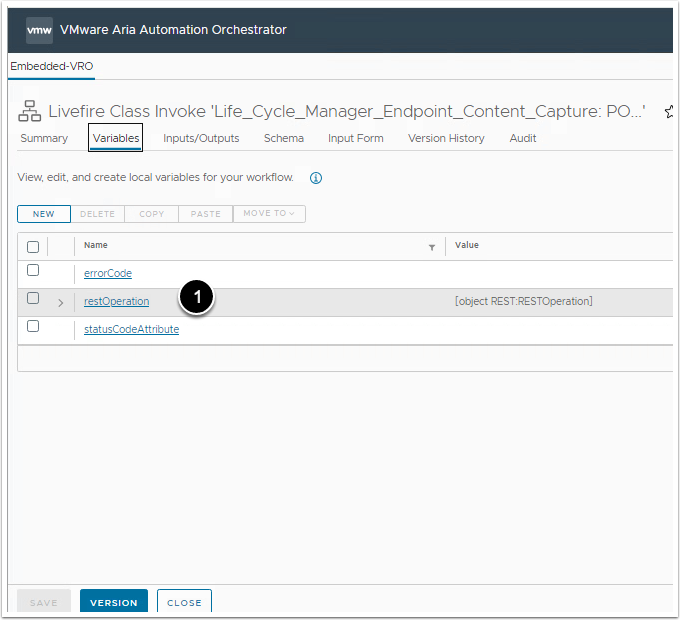 vmw VMware Aria Automation Orchestrator
Embedded-VRO
Livefire Class Invoke 'Life_Cycle_Manager_Endpoint_Content_Capture: PO...'
Summary Variables Inputs/Outputs Schema Input Form Version History Audit
View, edit, and create local variables for your workflow.
NEW DELETE COPY PASTE MOVE TO
Name Value
errorCode
restOperation 1 [object REST:RESTOperation]
statusCodeAttribute
SAVE VERSION CLOSE